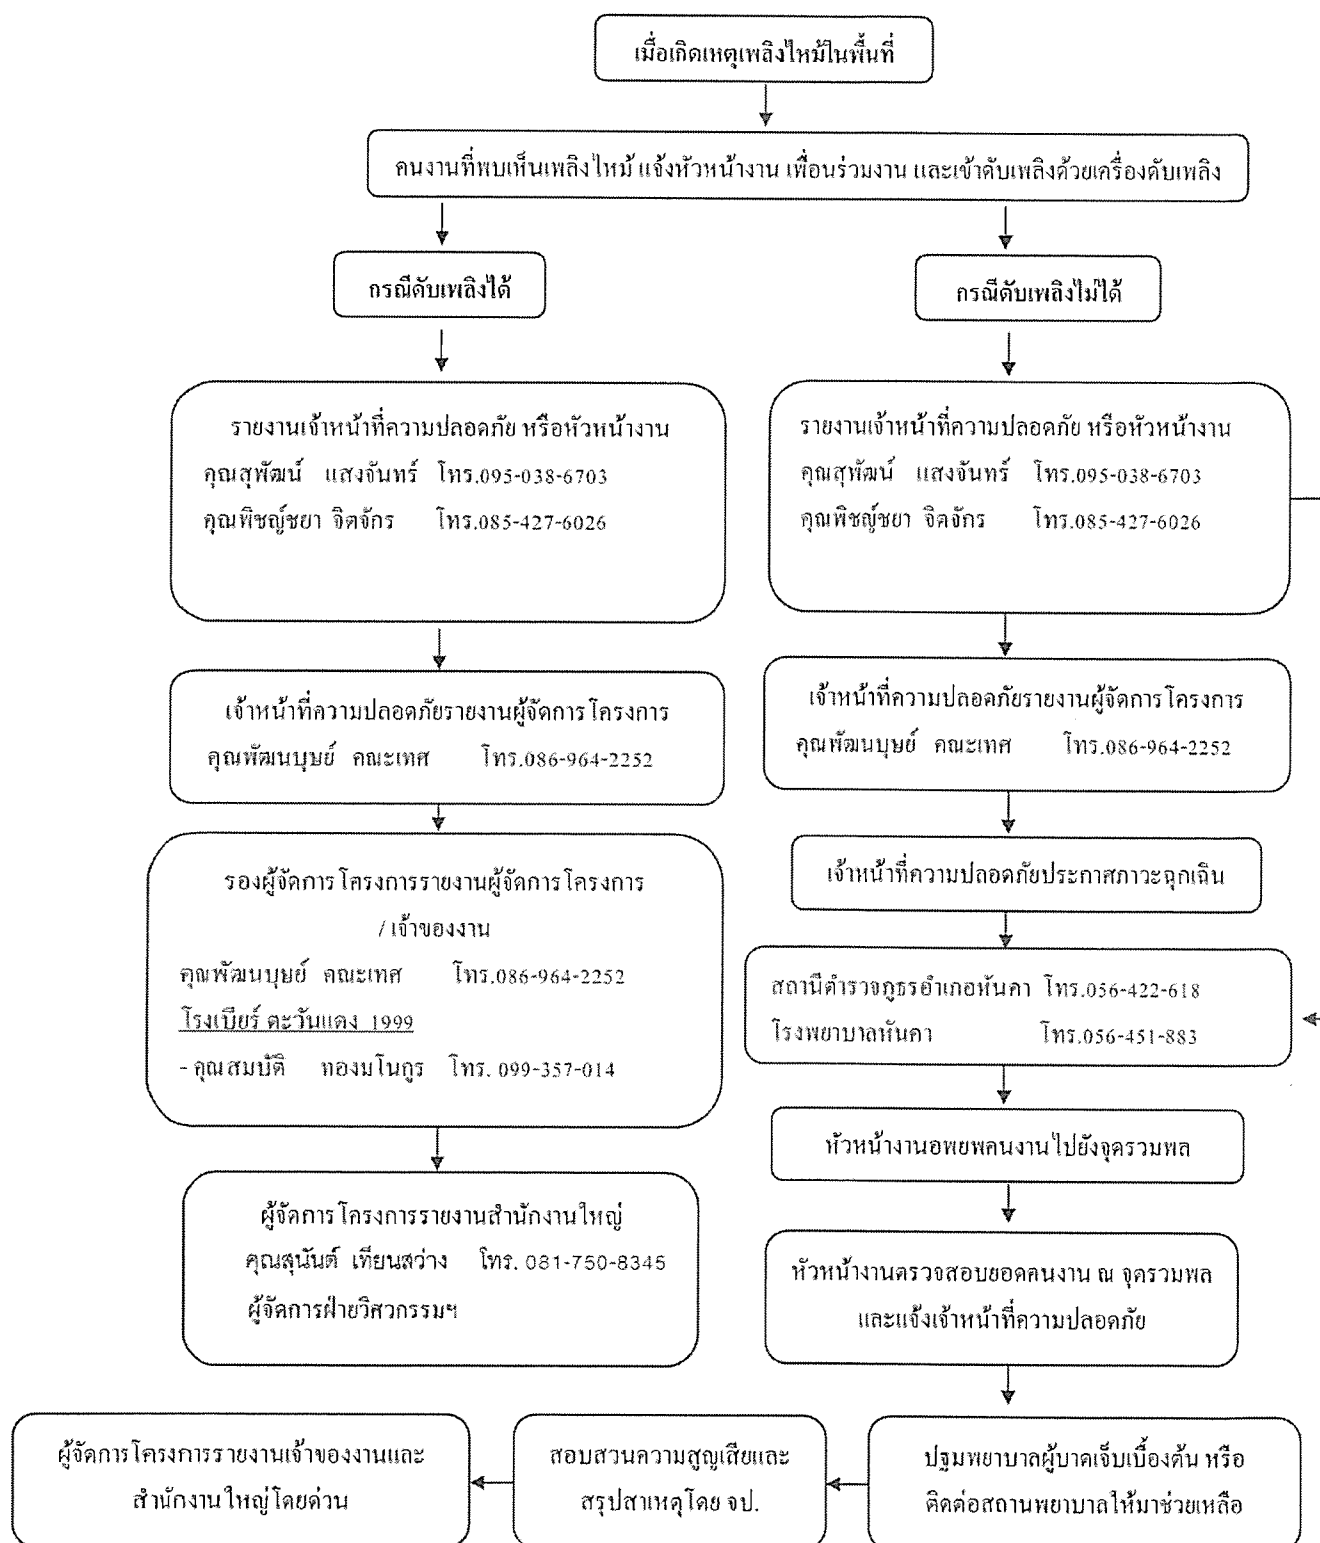 เมื่อเกิดเหตุเพลิงไหม้ในพื้นที่
คนงานที่พบเห็นเพลิงไหม้ แจ้งหัวหน้างาน เพื่อนร่วมงาน และเข้าดับเพลิงด้วยเครื่องดับเพลิง
กรณีดับเพลิงได้
รายงานเจ้าหน้าที่ความปลอดภัย หรือหัวหน้างาน
คุณสุพัฒน์ แสงจันทร์ โทร.095-038-6703
คุณพิชญ์ชยา จิตจักร โทร.085-427-6026
เจ้าหน้าที่ความปลอดภัยรายงานผู้จัดการโครงการ
คุณพัฒนบุษย์ คณะเทศ โทร.086-964-2252
รองผู้จัดการโครงการรายงานผู้จัดการโครงการ
/ เจ้าของงาน
คุณพัฒนบุษย์ คณะเทศ โทร.086-964-2252
โรงเบียร์ ตะวันแดง 1999
- คุณสมบัติ ทองมโนกูร โทร. 099-357-014
ผู้จัดการโครงการรายงานสำนักงานใหญ่
คุณสุนันต์ เทียนสว่าง โทร. 081-750-8345
ผู้จัดการฝ่ายวิศวกรรมฯ
กรณีดับเพลิงไม่ได้
รายงานเจ้าหน้าที่ความปลอดภัย หรือหัวหน้างาน
คุณสุพัฒน์ แสงจันทร์ โทร.095-038-6703
คุณพิชญ์ชยา จิตจักร โทร.085-427-6026
เจ้าหน้าที่ความปลอดภัยรายงานผู้จัดการโครงการ
คุณพัฒนบุษย์ คณะเทศ โทร.086-964-2252
เจ้าหน้าที่ความปลอดภัยประกาศภาวะฉุกเฉิน
สถานีตำรวจภูธรอำเภอหันคา โทร.056-422-618
โรงพยาบาลหันคา โทร.056-451-883
หัวหน้างานอพยพคนงานไปยังจุดรวมพล
หัวหน้างานตรวจสอบยอดคนงาน ณ จุดรวมพล
และแจ้งเจ้าหน้าที่ความปลอดภัย
ปฐมพยาบาลผู้บาดเจ็บเบื้องต้น หรือ
ติดต่อสถานพยาบาลให้มาช่วยเหลือ
สอบสวนความสูญเสียและ
สรุปสาเหตุโดย จป.
ผู้จัดการโครงการรายงานเจ้าของงานและ
สำนักงานใหญ่โดยด่วน